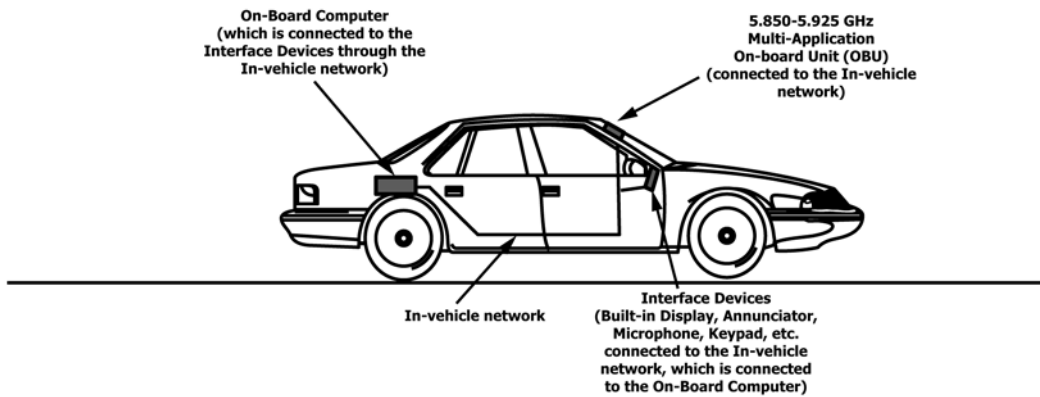 On-Board Computer
(which is connected to the
Interface Devices through the
In-vehicle network)
5.850-5.925 GHz
Multi-Application
On-board Unit (OBU)
(connected to the In-vehicle
network)
In-vehicle network
Interface Devices
(Built-in Display, Annunciator,
Microphone, Keypad, etc.
connected to the In-vehicle
network, which is connected
to the On-Board Computer)